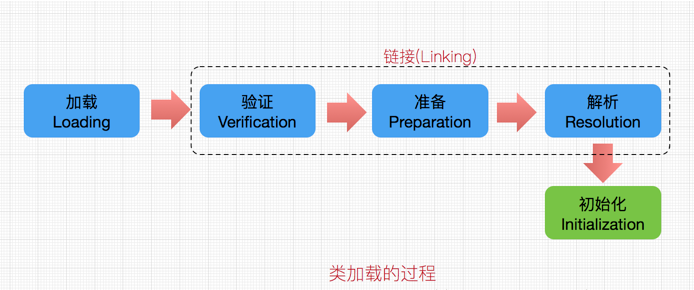 链接(Linking)
加载
Loading
验证
Verification
准备
Preparation
解析
Resolution
初始化
Initialization
类加载的过程